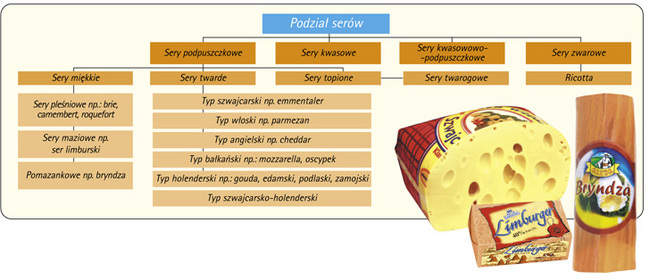 Podział serów
Sery podpuszczkowe
Sery kwasowe
Sery kwasowowo-
-podpuszczkowe
Sery zwarowe
Sery miękkie
Sery twarde
Sery topione
Sery twarogowe
Ricotta
Sery pleśniowe np.: brie,
camembert, roquefort
Sery maziowe np.
ser limburski
Pomazankowe np. bryndza
Typ szwajcarski np. emmentaler
Typ włoski np. parmezan
Typ angielski np. cheddar
Typ bałkański np.: mozzarella, oscypek
Typ holenderski np.: gouda, edamski, podlaski, zamojski
Typ szwajcarsko-holenderski
Limburger
Limburger
Bryndza